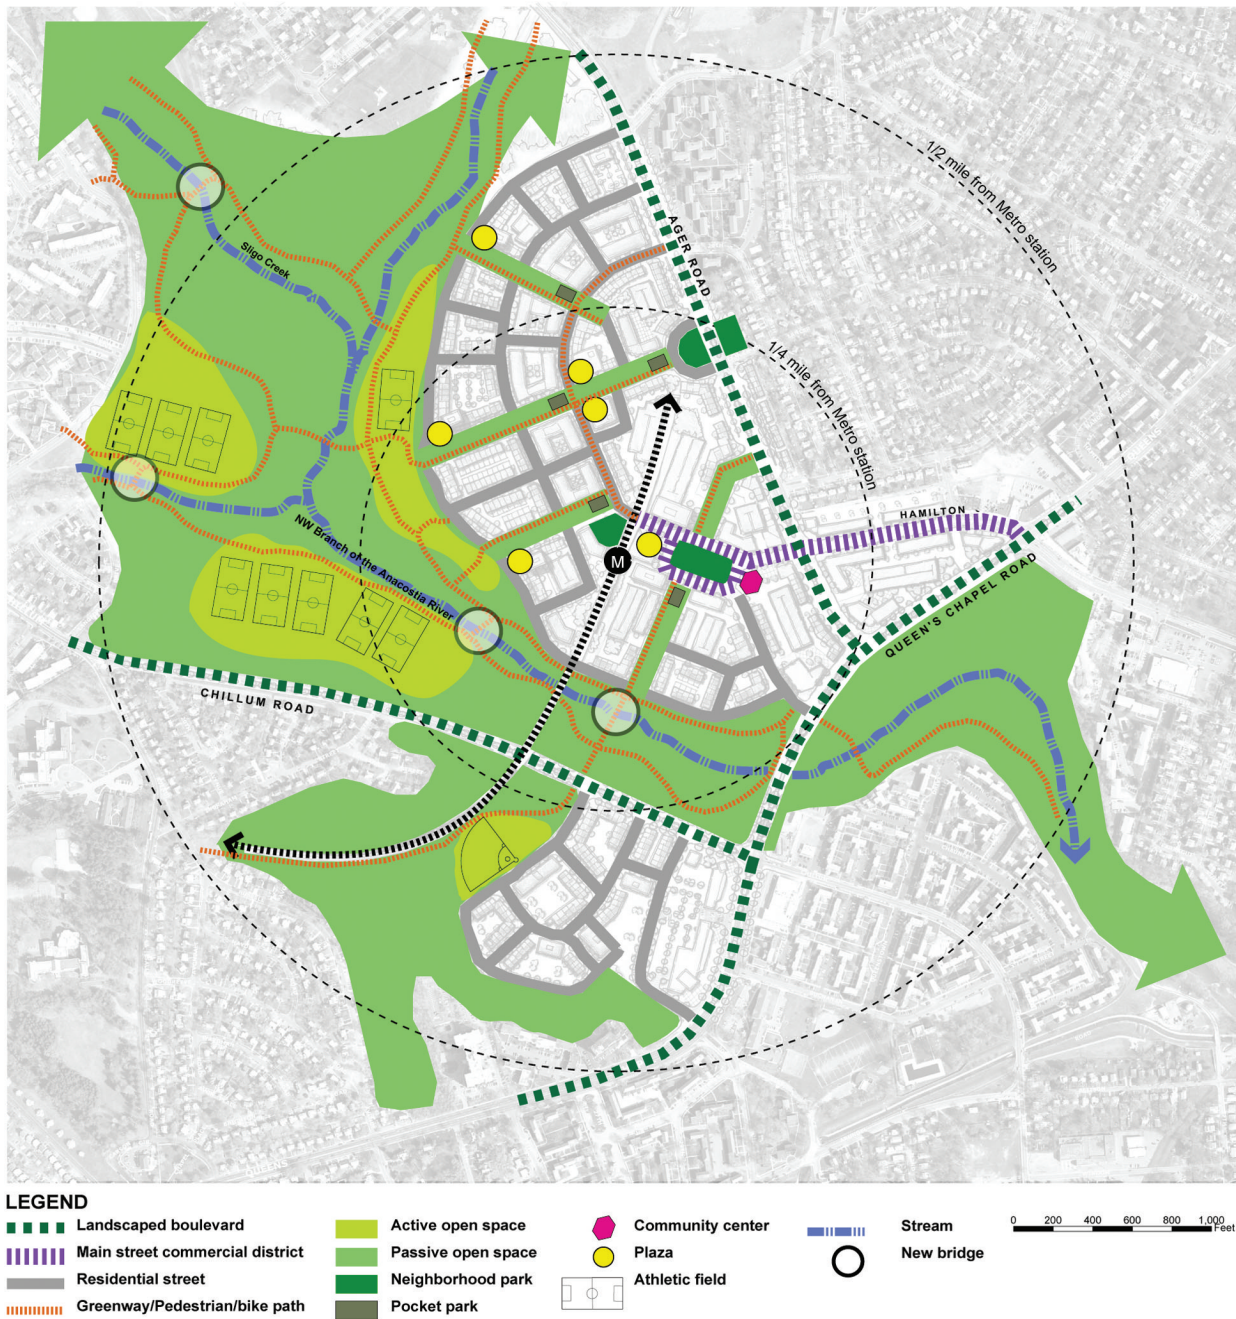 1/2 mile from Metro station
AGER ROAD
Sligo Creek
1/4 mile from Metro station
HAMILTON
NW Branch of the Anacostia River
M
QUEEN'S CHAPEL ROAD
CHILLUM ROAD
LEGEND
Landscaped boulevard
Main street commercial district
Residential street
Greenway/Pedestrian/bike path
Active open space
Passive open space
Neighborhood park
Pocket park
Community center
Plaza
Athletic field
Stream
New bridge
0 200 400 600 800 1,000
Feet